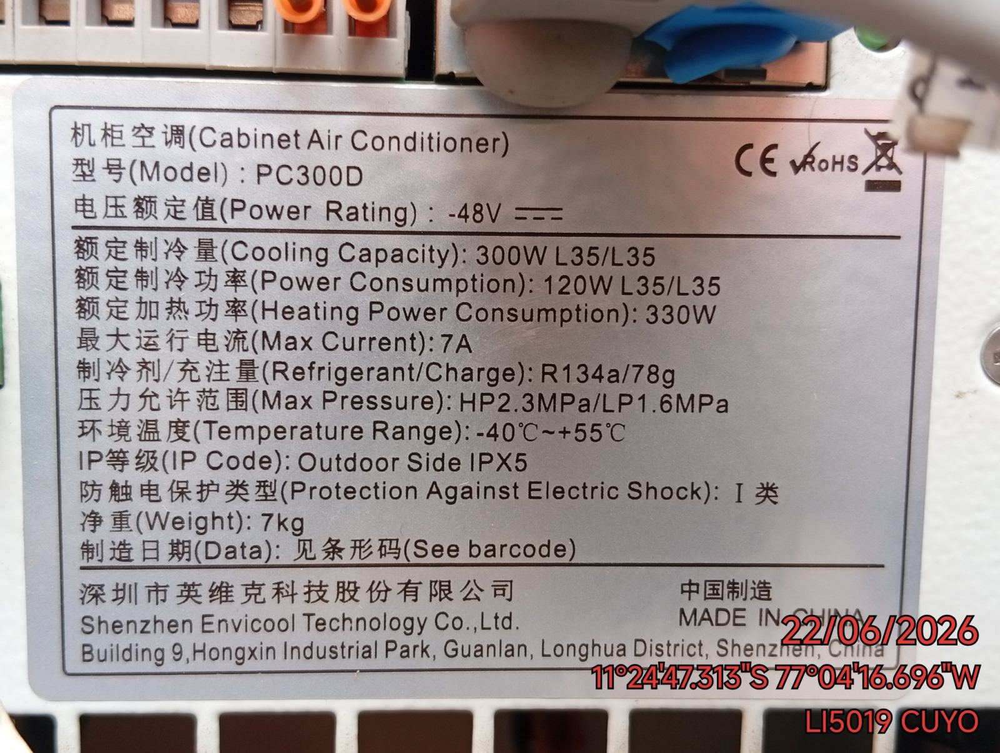 机柜空调(Cabinet Air Conditioner)
型号(Model) : PC300D
电压额定值(Power Rating) : -48V
CE RoHS
额定制冷量(Cooling Capacity): 300W L35/L35
额定制冷功率(Power Consumption): 120W L35/L35
额定加热功率(Heating Power Consumption): 330W
最大运行电流(Max Current): 7A
制冷剂/充注量(Refrigerant/Charge): R134a/78g
压力允许范围(Max Pressure): HP2.3MPa/LP1.6MPa
环境温度(Temperature Range): -40℃~+55℃
IP等级(IP Code): Outdoor Side IPX5
防触电保护类型(Protection Against Electric Shock): I 类
净重(Weight): 7kg
制造日期(Data): 见条形码(See barcode)
深圳市英维克科技股份有限公司
中国制造
Shenzhen Envicool Technology Co.,Ltd.
MADE IN CHINA
Building 9,Hongxin Industrial Park, Guanlan, Longhua District, Shenzhen, China
22/06/2026
11°24'47.313"S 77°04'16.696"W
LI5019 CUYO